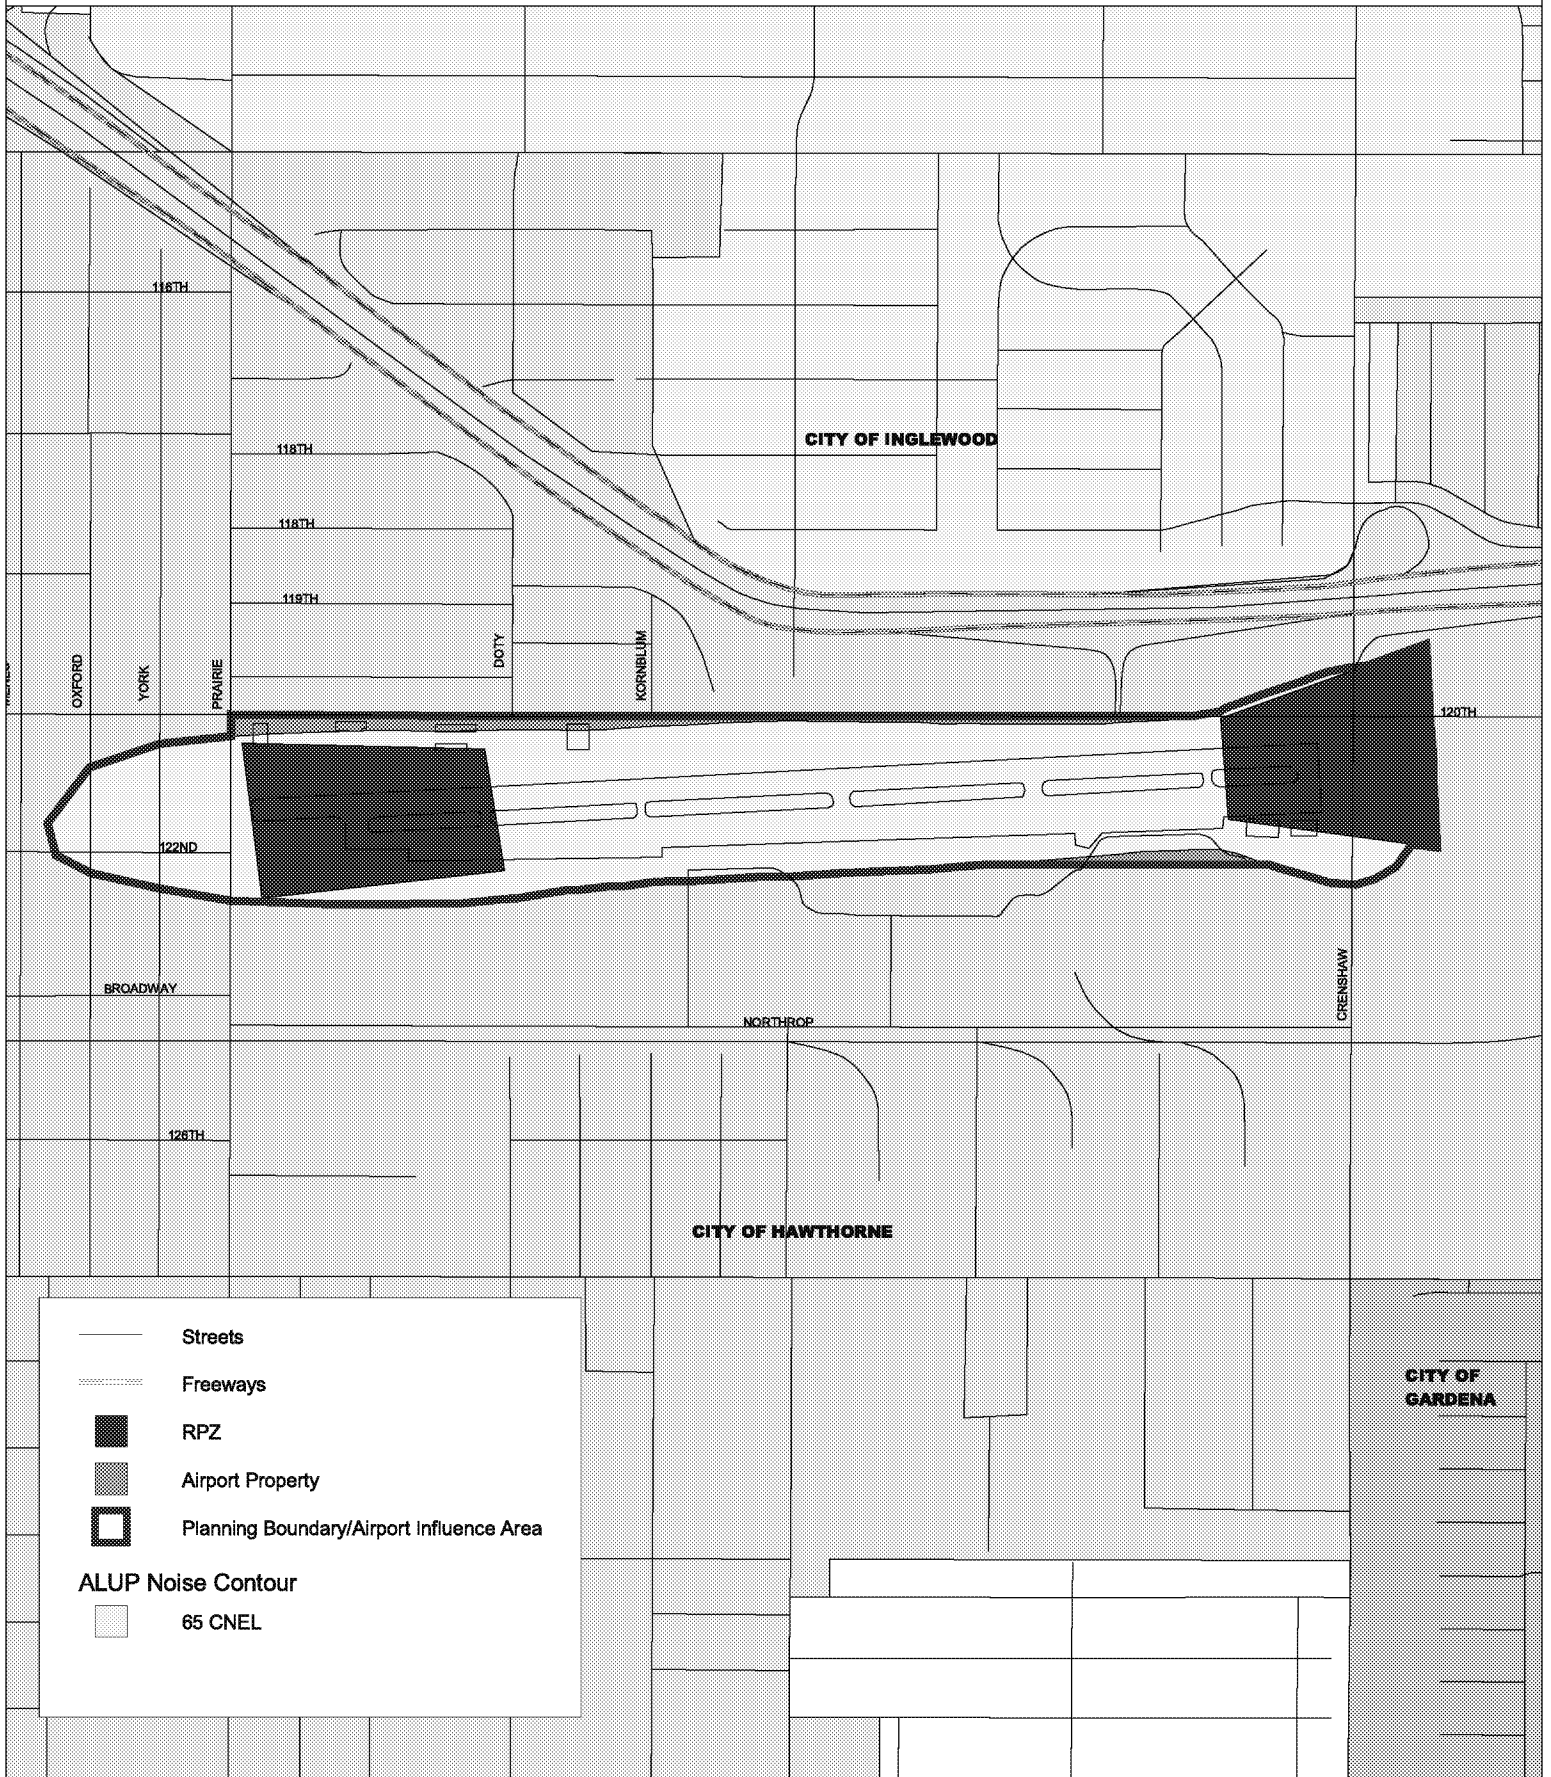 116TH
CITY OF INGLEWOOD
118TH
118TH
119TH
DOTY
KORNBLUM
OXFORD
YORK
PRAIRIE
120TH
122ND
BROADWAY
CRENSHAW
NORTHROP
126TH
CITY OF HAWTHORNE
Streets
Freeways
RPZ
Airport Property
Planning Boundary/Airport Influence Area
ALUP Noise Contour
65 CNEL
CITY OF
GARDENA